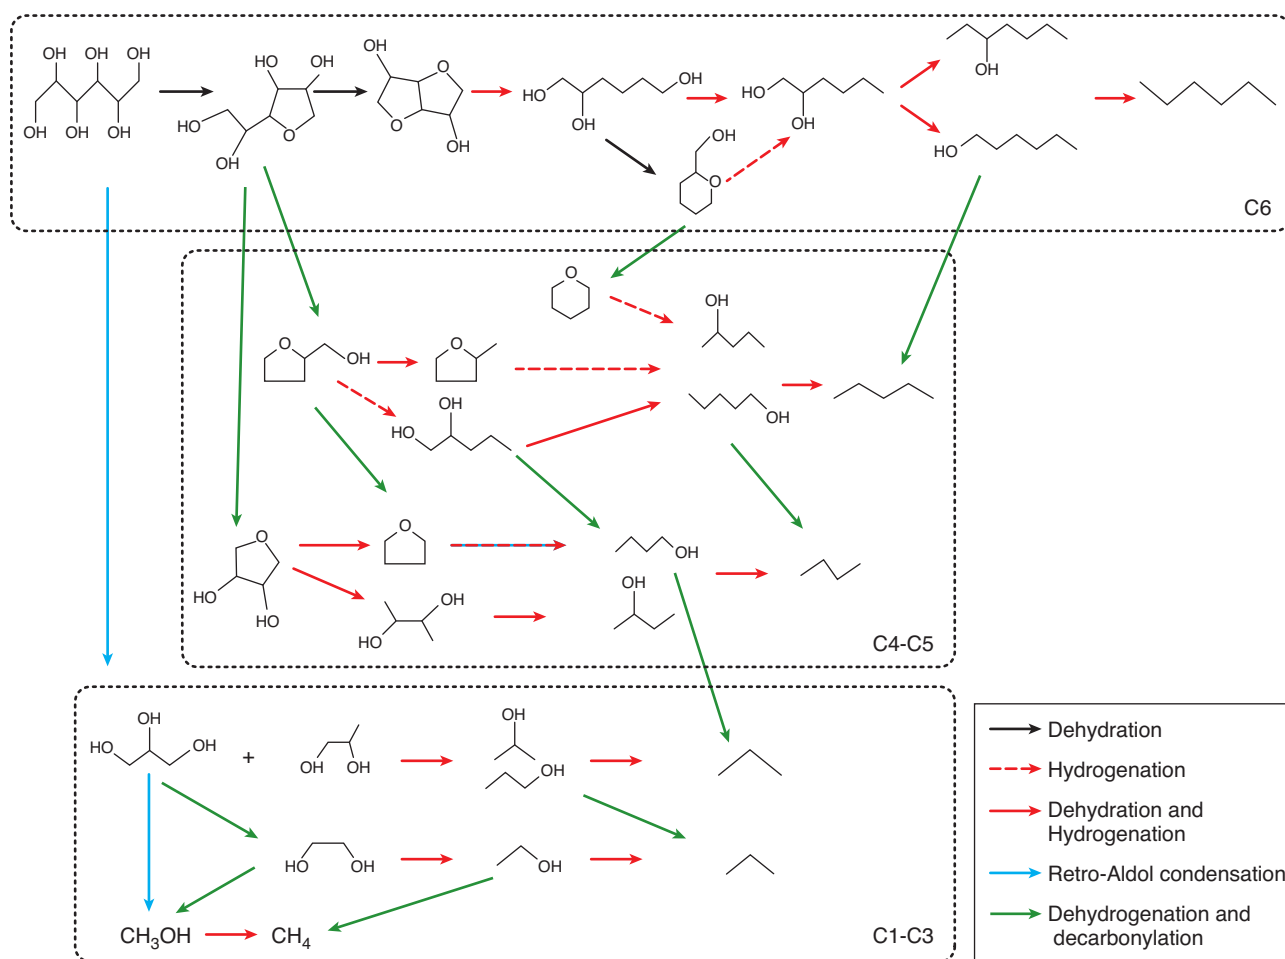 OH OH OH
OH OH OH
HO OH
HO
OH
O
OH
O
O
OH
OH
HO
OH
HO
OH
OH
O
OH
HO
C6
O
OH
O
OH
O
OH
HO
OH
O
HO
OH
O
OH
OH
HO
OH
C4-C5
OH
HO OH
+
OH OH
OH
OH
HO OH
OH
CH3OH
CH4
C1-C3
Dehydration
Hydrogenation
Dehydration and
Hydrogenation
Retro-Aldol condensation
Dehydrogenation and
decarbonylation